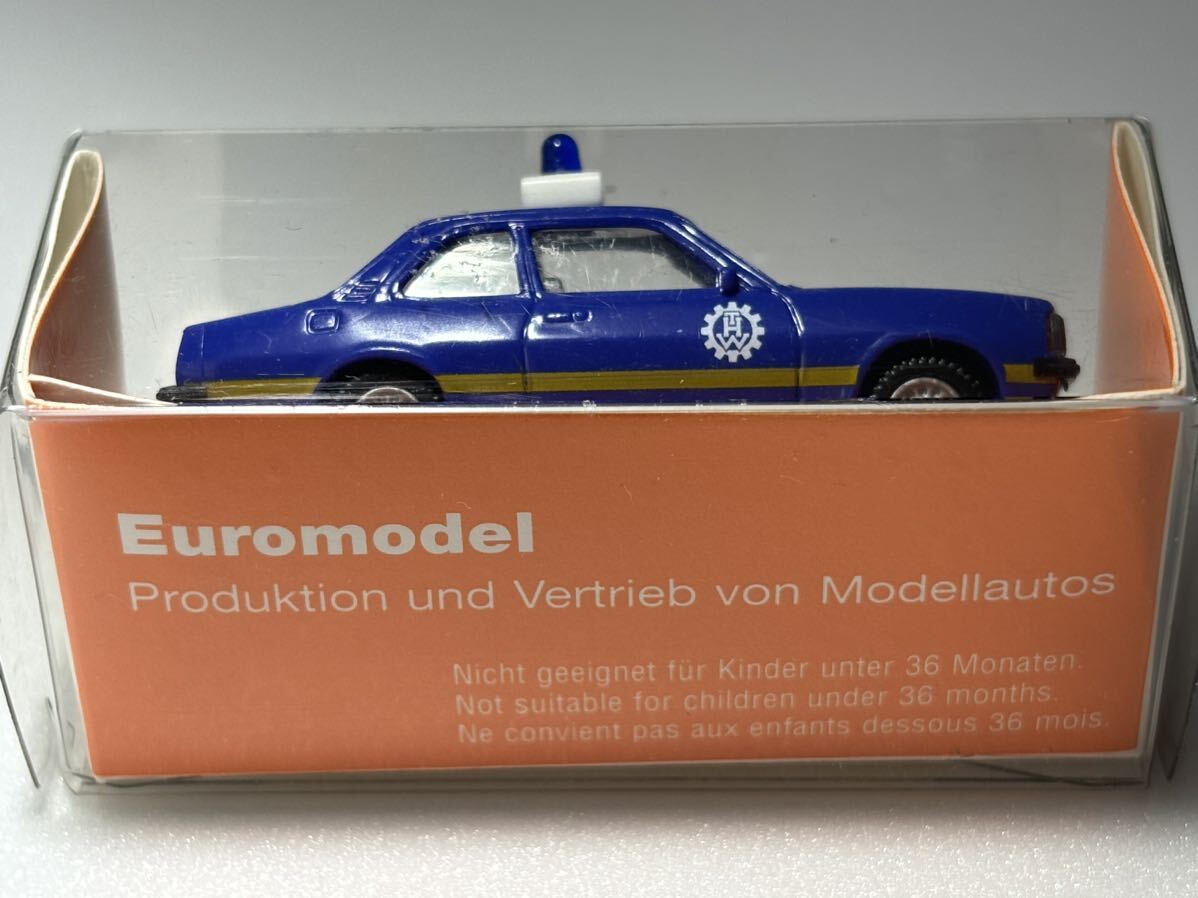 THW
Euromodel
Produktion und Vertrieb von Modellautos
Nicht geeignet für Kinder unter 36 Monaten.
Not suitable for children under 36 months.
Ne convient pas aux enfants dessous 36 mois.